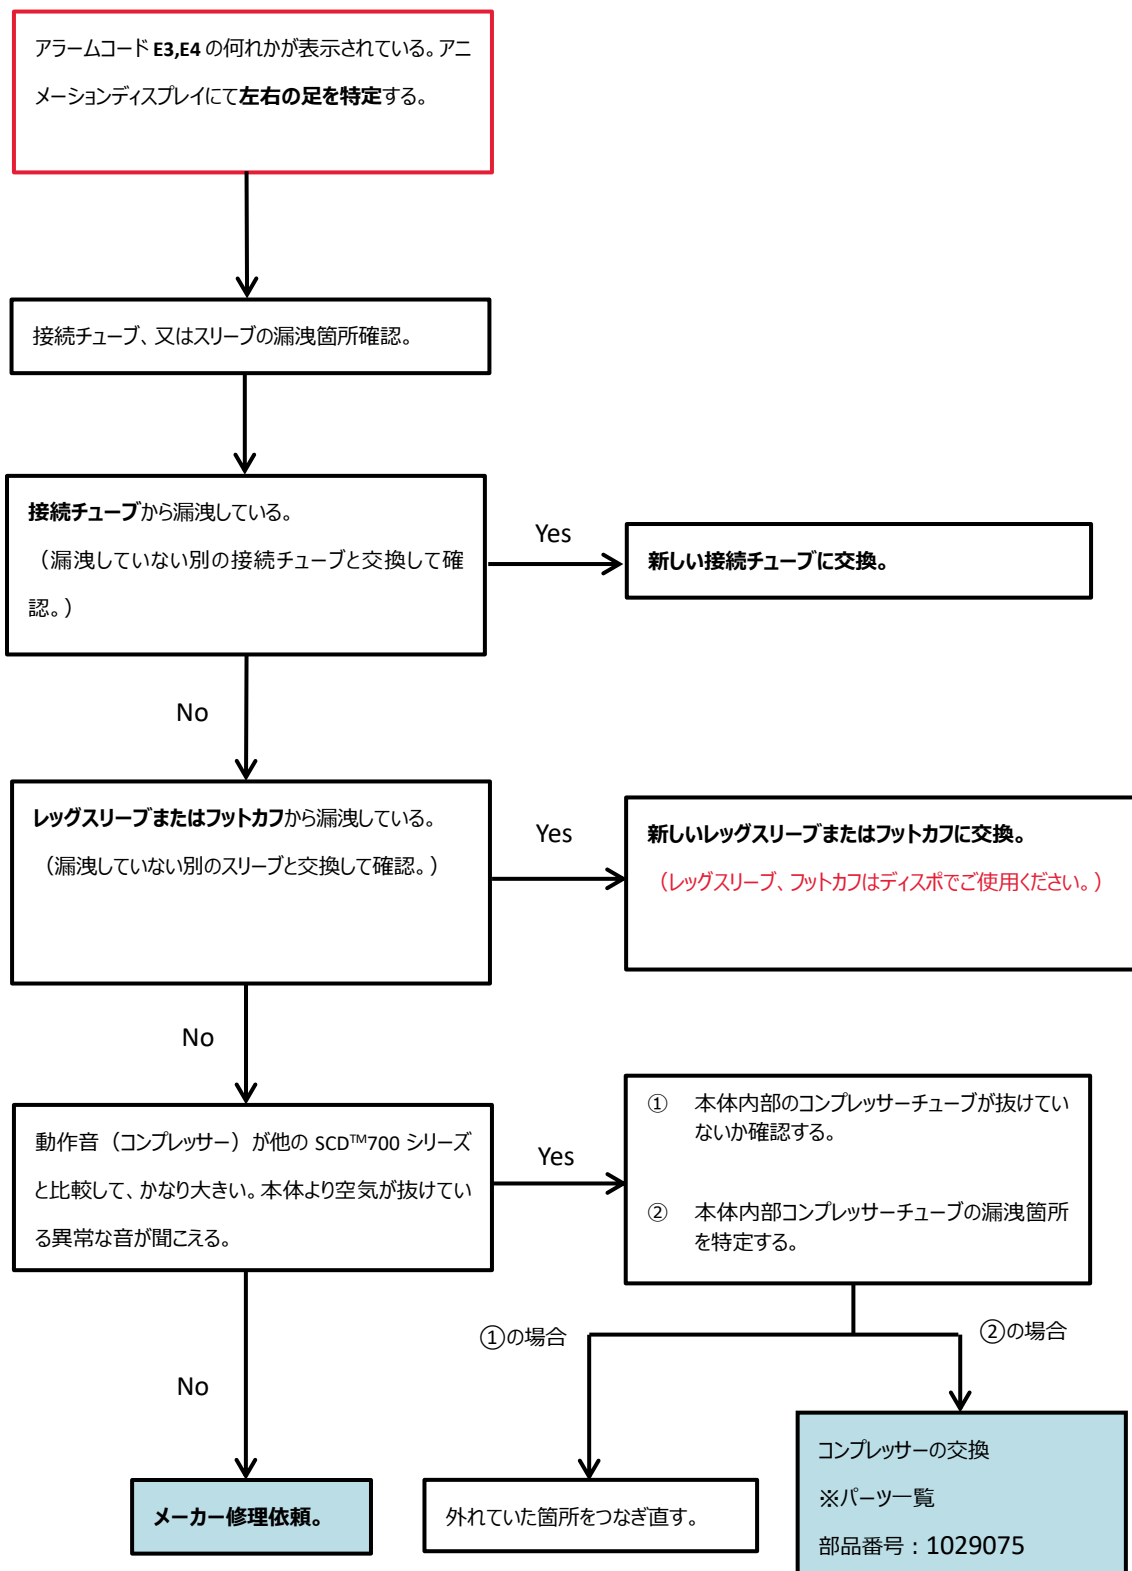 アラームコード E3,E4 の何れかが表示されている。アニ
メーションディスプレイにて左右の足を特定する。
接続チューブ、又はスリーブの漏洩箇所確認。
接続チューブから漏洩している。
（漏洩していない別の接続チューブと交換して確
認。）
Yes
新しい接続チューブに交換。
No
レッグスリーブまたはフットカフから漏洩している。
（漏洩していない別のスリーブと交換して確認。）
Yes
新しいレッグスリーブまたはフットカフに交換。
（レッグスリーブ、フットカフはディスポでご使用ください。）
No
動作音（コンプレッサー）が他の SCD™700 シリーズ
と比較して、かなり大きい。本体より空気が抜けてい
る異常な音が聞こえる。
Yes
① 本体内部のコンプレッサーチューブが抜けてい
ないか確認する。
② 本体内部コンプレッサーチューブの漏洩箇所
を特定する。
①の場合
②の場合
No
メーカー修理依頼。
外れていた箇所をつなぎ直す。
コンプレッサーの交換
※パーツ一覧
部品番号：1029075